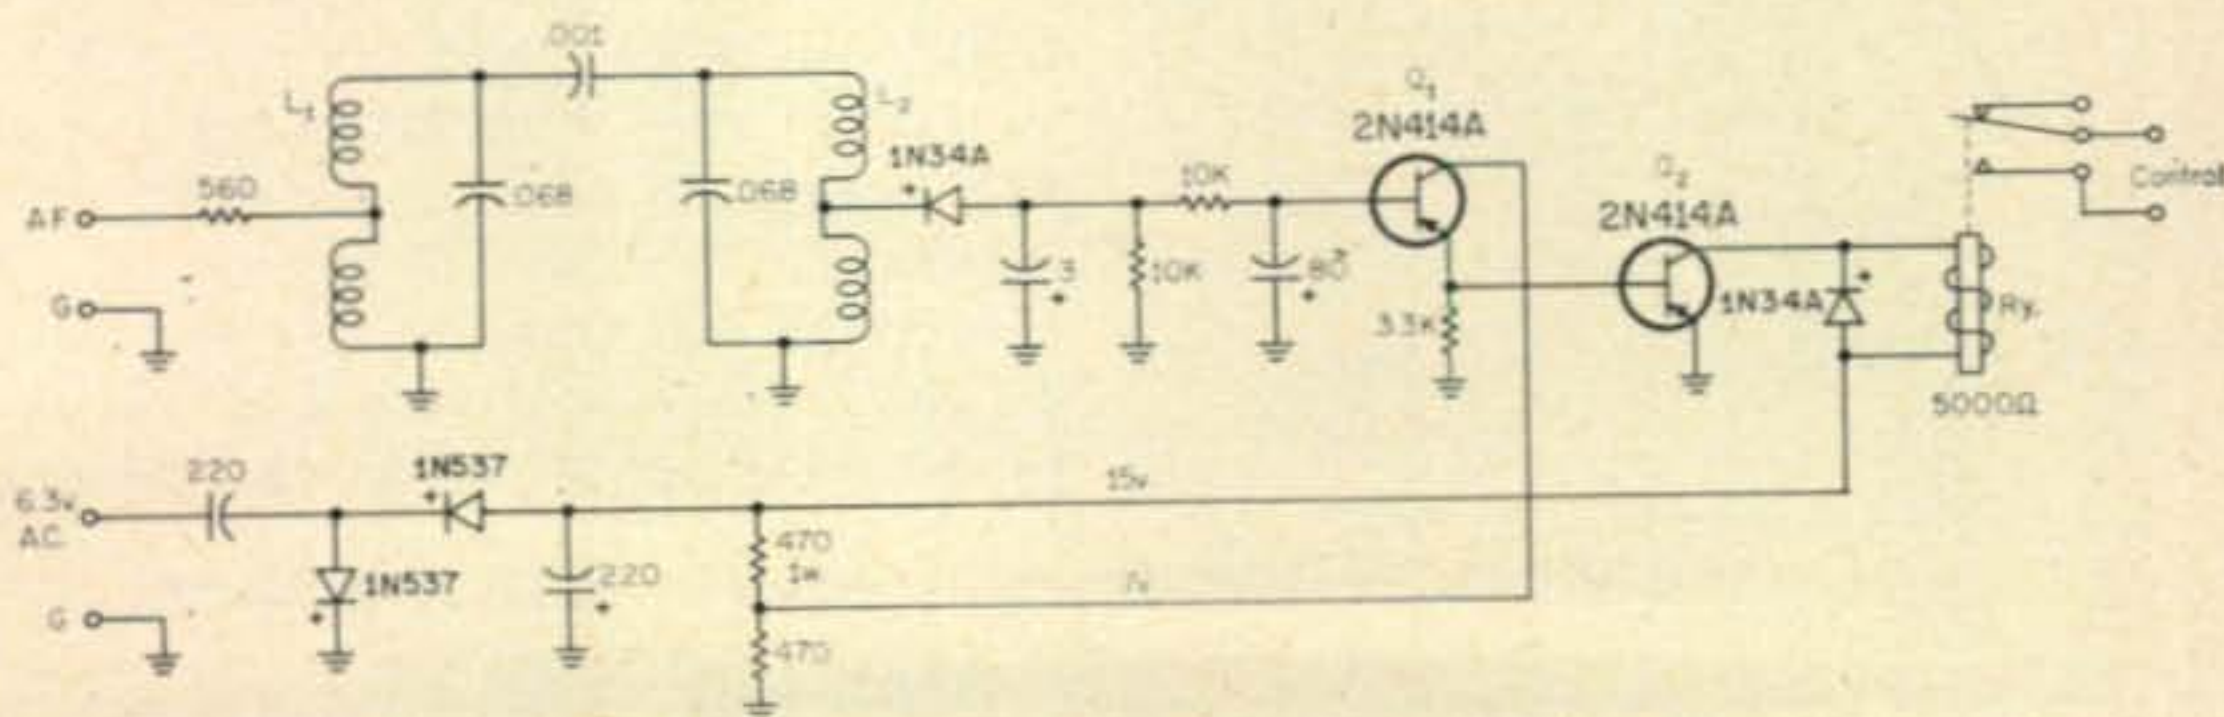 .001
L₁
L₂
Q₁
2N414A
1N34A
560
.068
.068
10K
Q₂
2N414A
Control
AF
3
+
10K
80
+
3.3K
1N34A
Ry.
G
5000Ω
220
1N537
15v
6.3v
AC
470
1w
1N537
220
+
7v
G
470